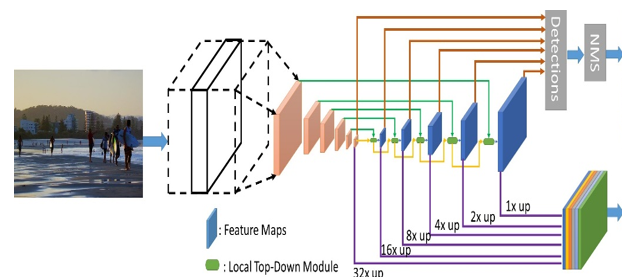 Detections
NMS
1x up
2x up
4x up
8x up
16x up
32x up
: Feature Maps
: Local Top-Down Module